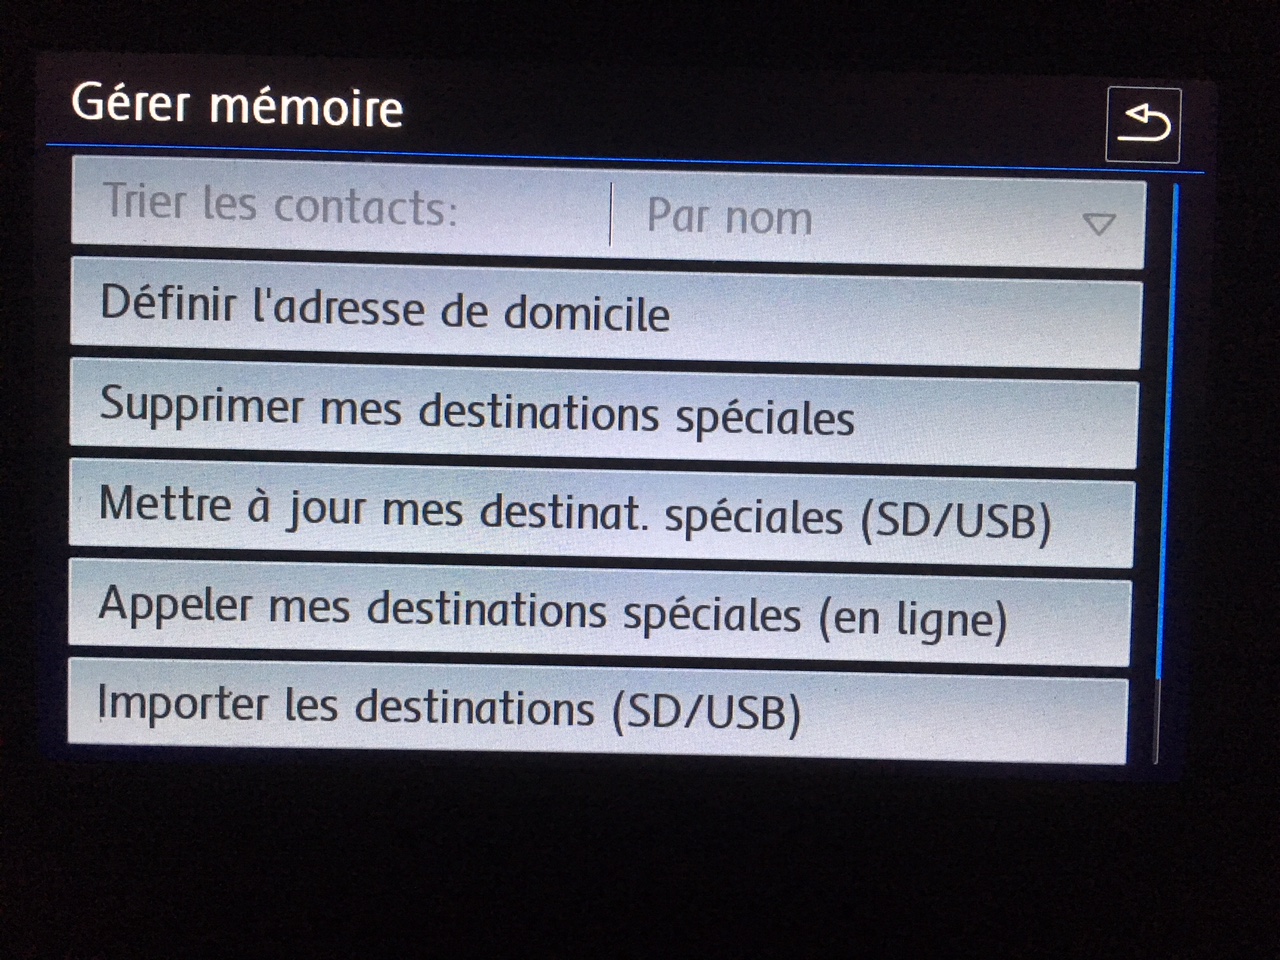 Gérer mémoire
Trier les contacts: Par nom
Définir l'adresse de domicile
Supprimer mes destinations spéciales
Mettre à jour mes destinat. spéciales (SD/USB)
Appeler mes destinations spéciales (en ligne)
Importer les destinations (SD/USB)